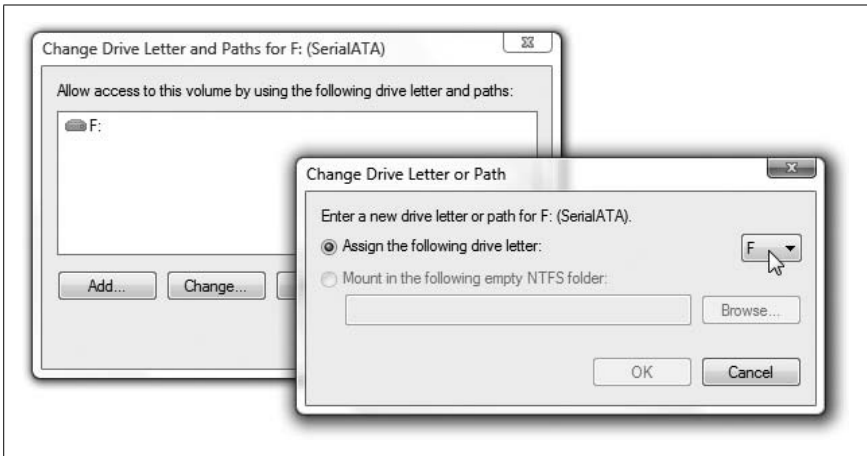 Change Drive Letter and Paths for F: (SerialATA)
Allow access to this volume by using the following drive letter and paths:
F:
Add...
Change...
Change Drive Letter or Path
Enter a new drive letter or path for F: (SerialATA).
Assign the following drive letter:
F
Mount in the following empty NTFS folder:
Browse...
OK
Cancel